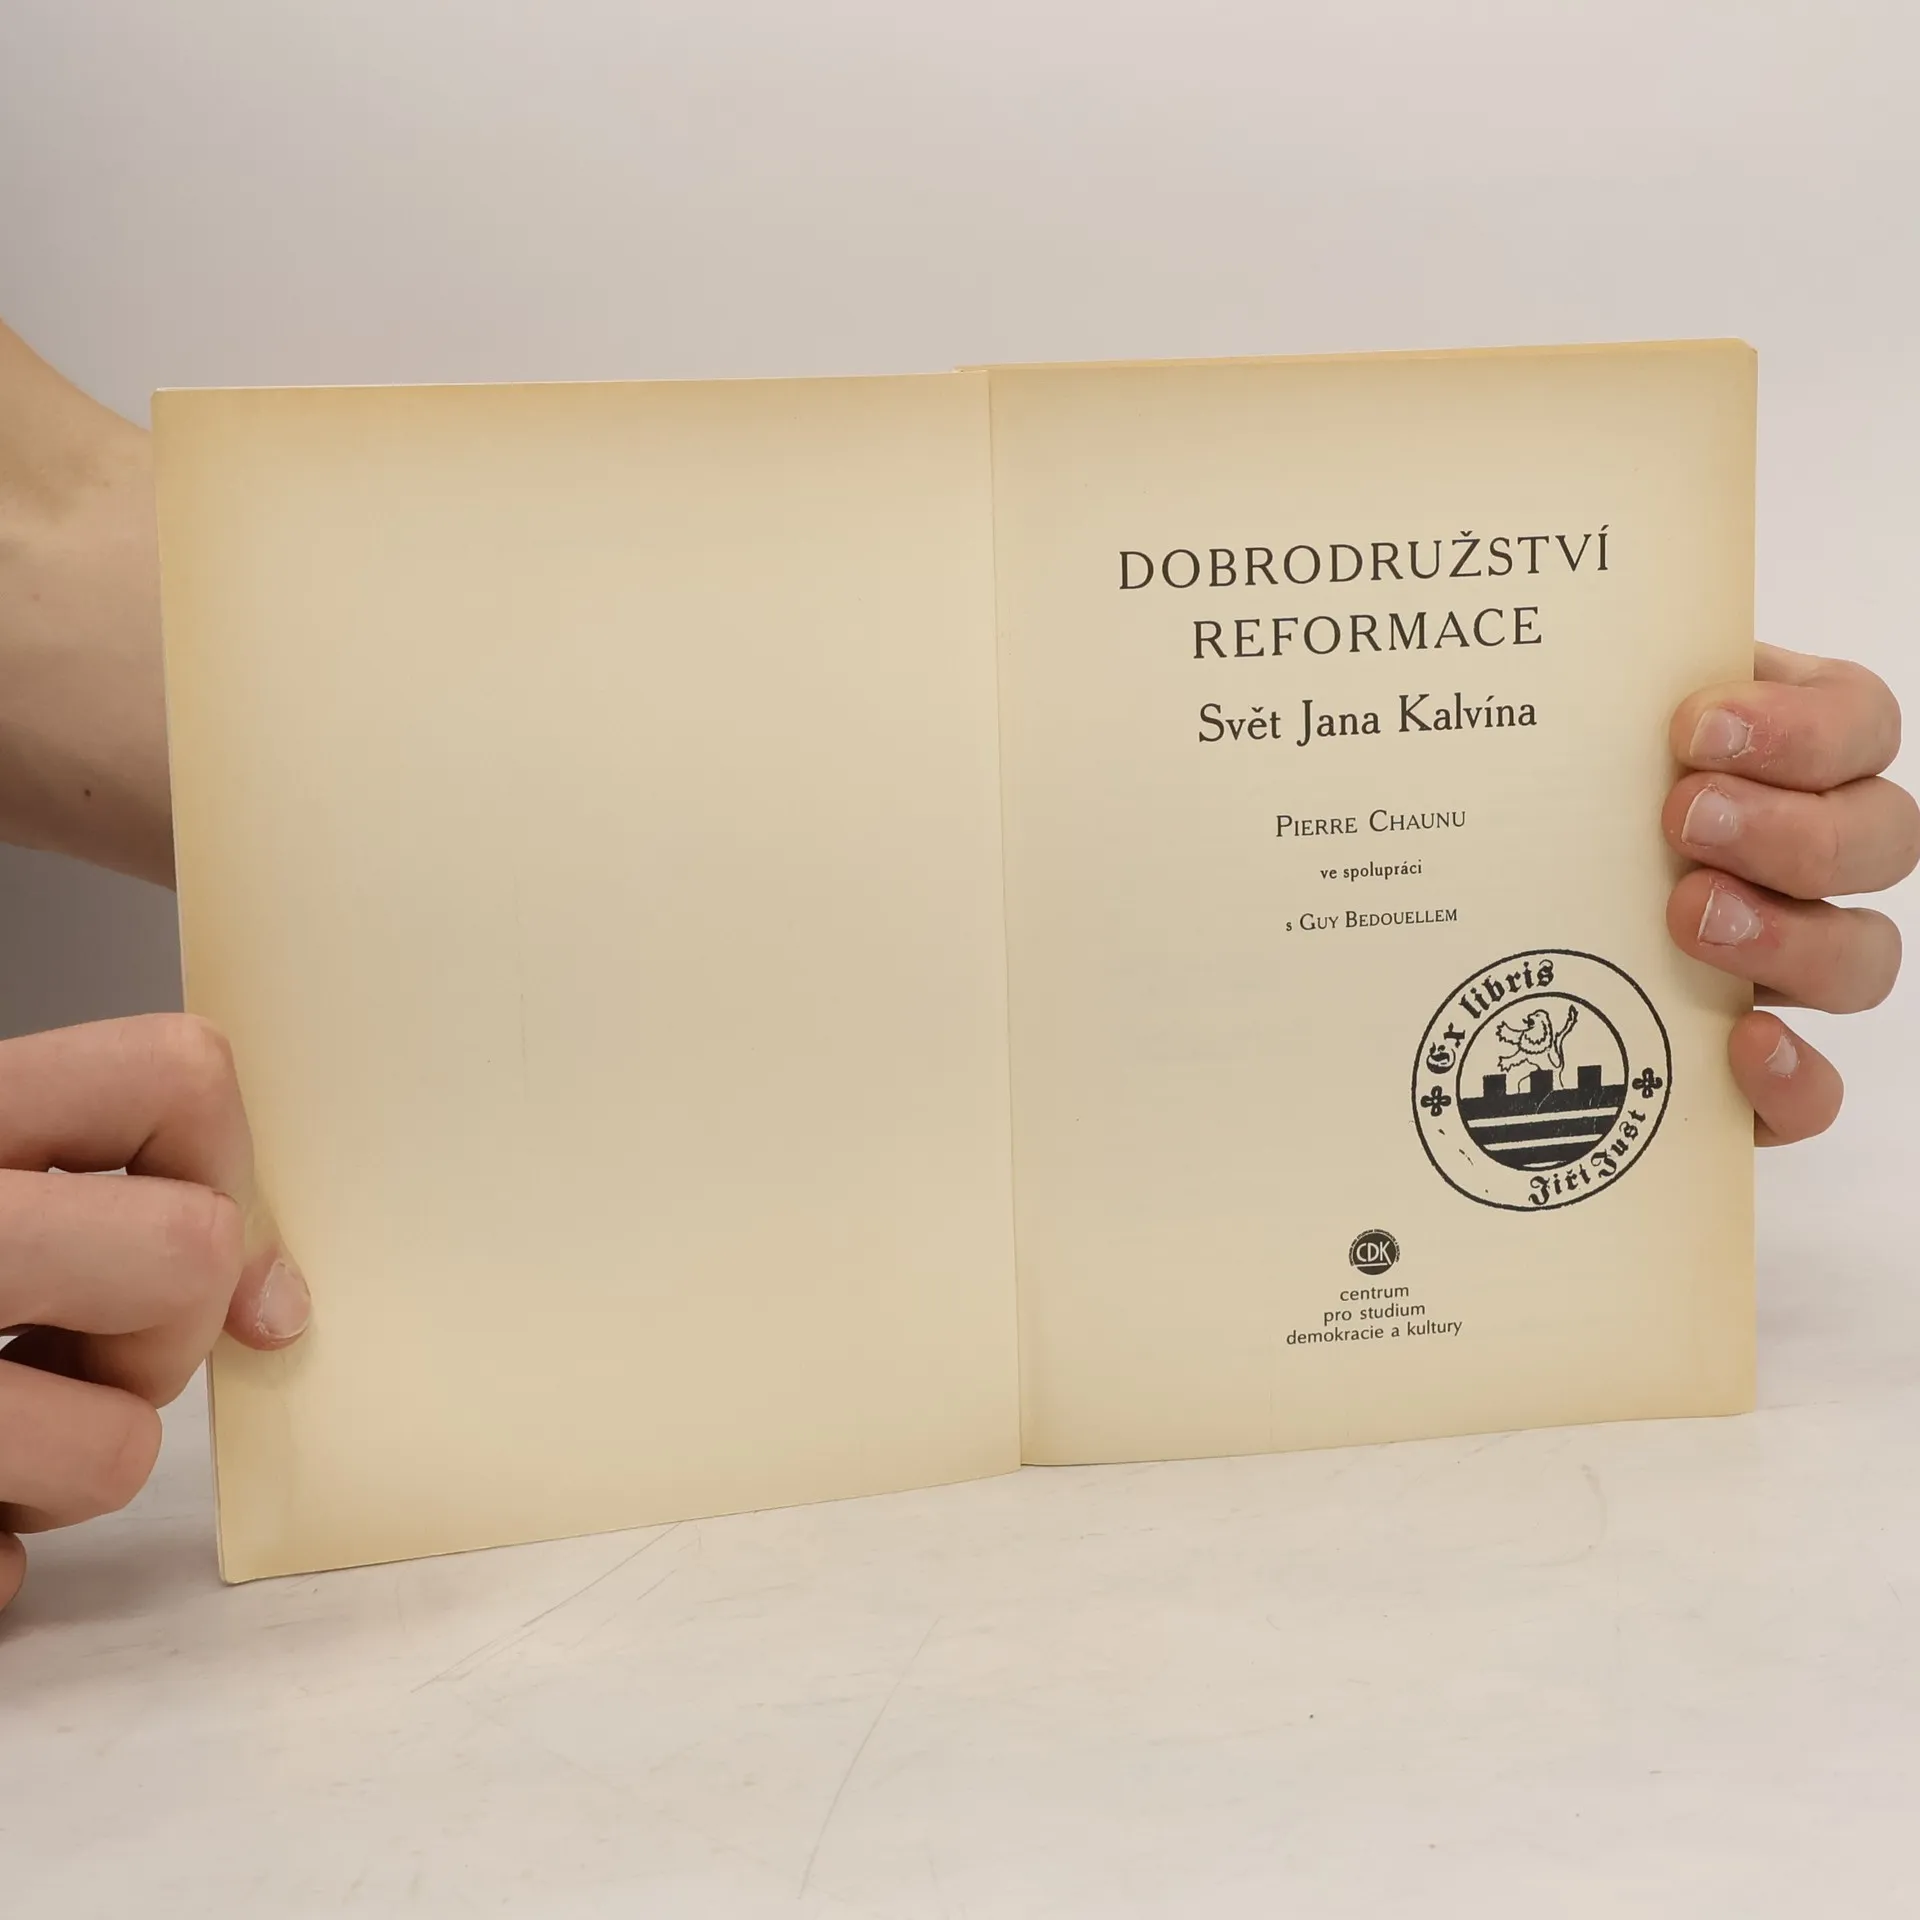 DOBRODRUŽSTVÍ
REFORMACE
Svět Jana Kalvína
PIERRE CHAUNU
ve spolupráci
s GUY BEDOUELLEM
Ex libris
Jiří Just
CDK
centrum
pro studium
demokracie a kultury